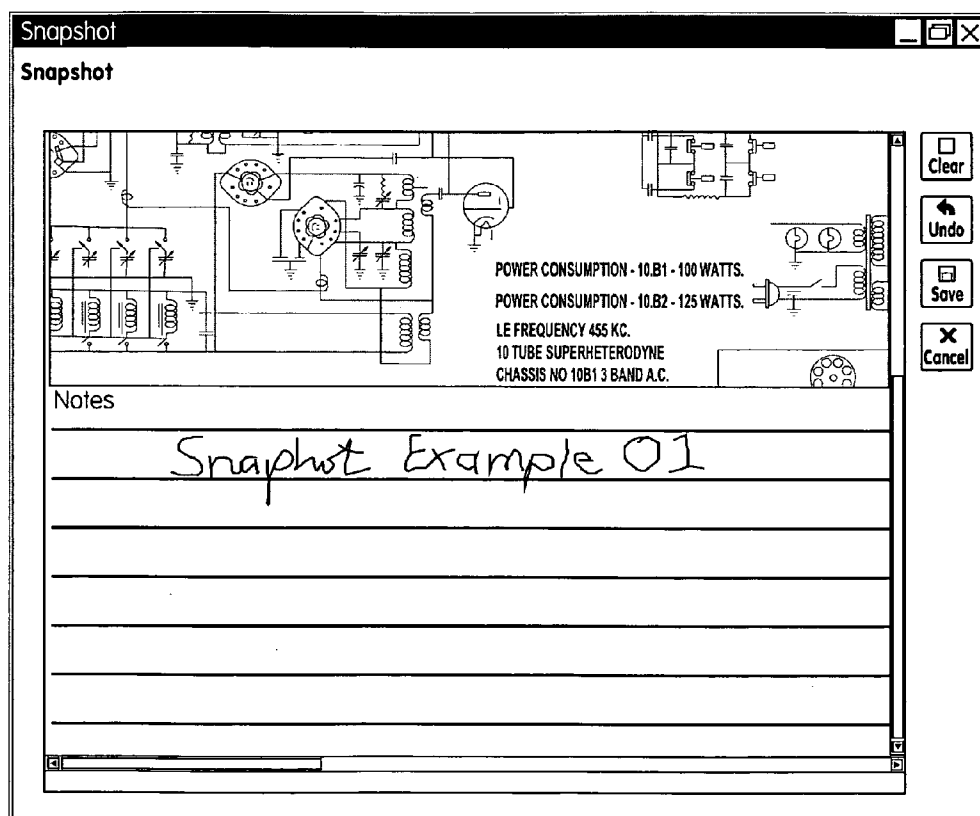 Snapshot
Snapshot
Clear
Undo
Save
Cancel
POWER CONSUMPTION - 10.B1 - 100 WATTS.
POWER CONSUMPTION - 10.B2 - 125 WATTS.
LE FREQUENCY 455 KC.
10 TUBE SUPERHETERODYNE
CHASSIS NO 10B1 3 BAND A.C.
Notes
Snaphot Example 01